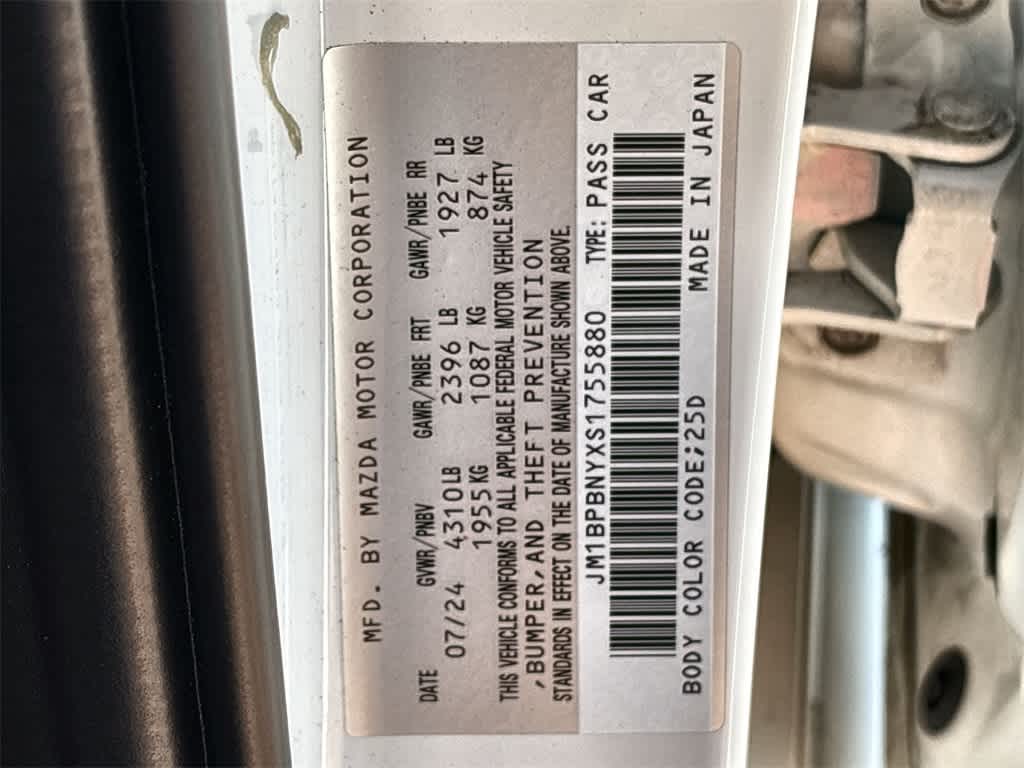 MFD. BY MAZDA MOTOR CORPORATION
DATE GVWR/PNBV GAWR/PNBE FRT GAWR/PNBE RR
07/24 4310LB 2396 LB 1927 LB
1955KG 1087 KG 874 KG
THIS VEHICLE CONFORMS TO ALL APPLICABLE FEDERAL MOTOR VEHICLE SAFETY
,BUMPER, AND THEFT PREVENTION
STANDARDS IN EFFECT ON THE DATE OF MANUFACTURE SHOWN ABOVE.
JM1BPBNYXS1755880 TYPE: PASS CAR
BODY COLOR CODE;25D MADE IN JAPAN